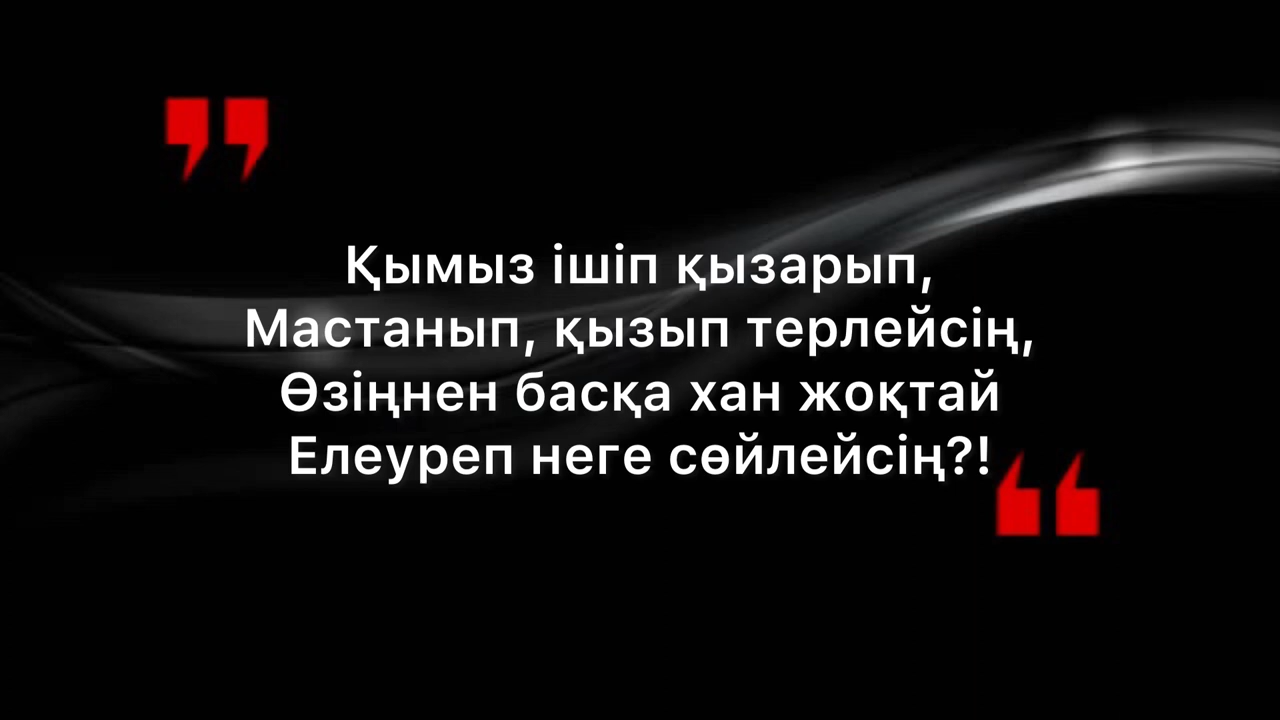 Қымыз ішіп қызарып,
Мастанып, қызып терлейсің,
Өзіңнен басқа хан жоқтай
Елеуреп неге сөйлейсің?!